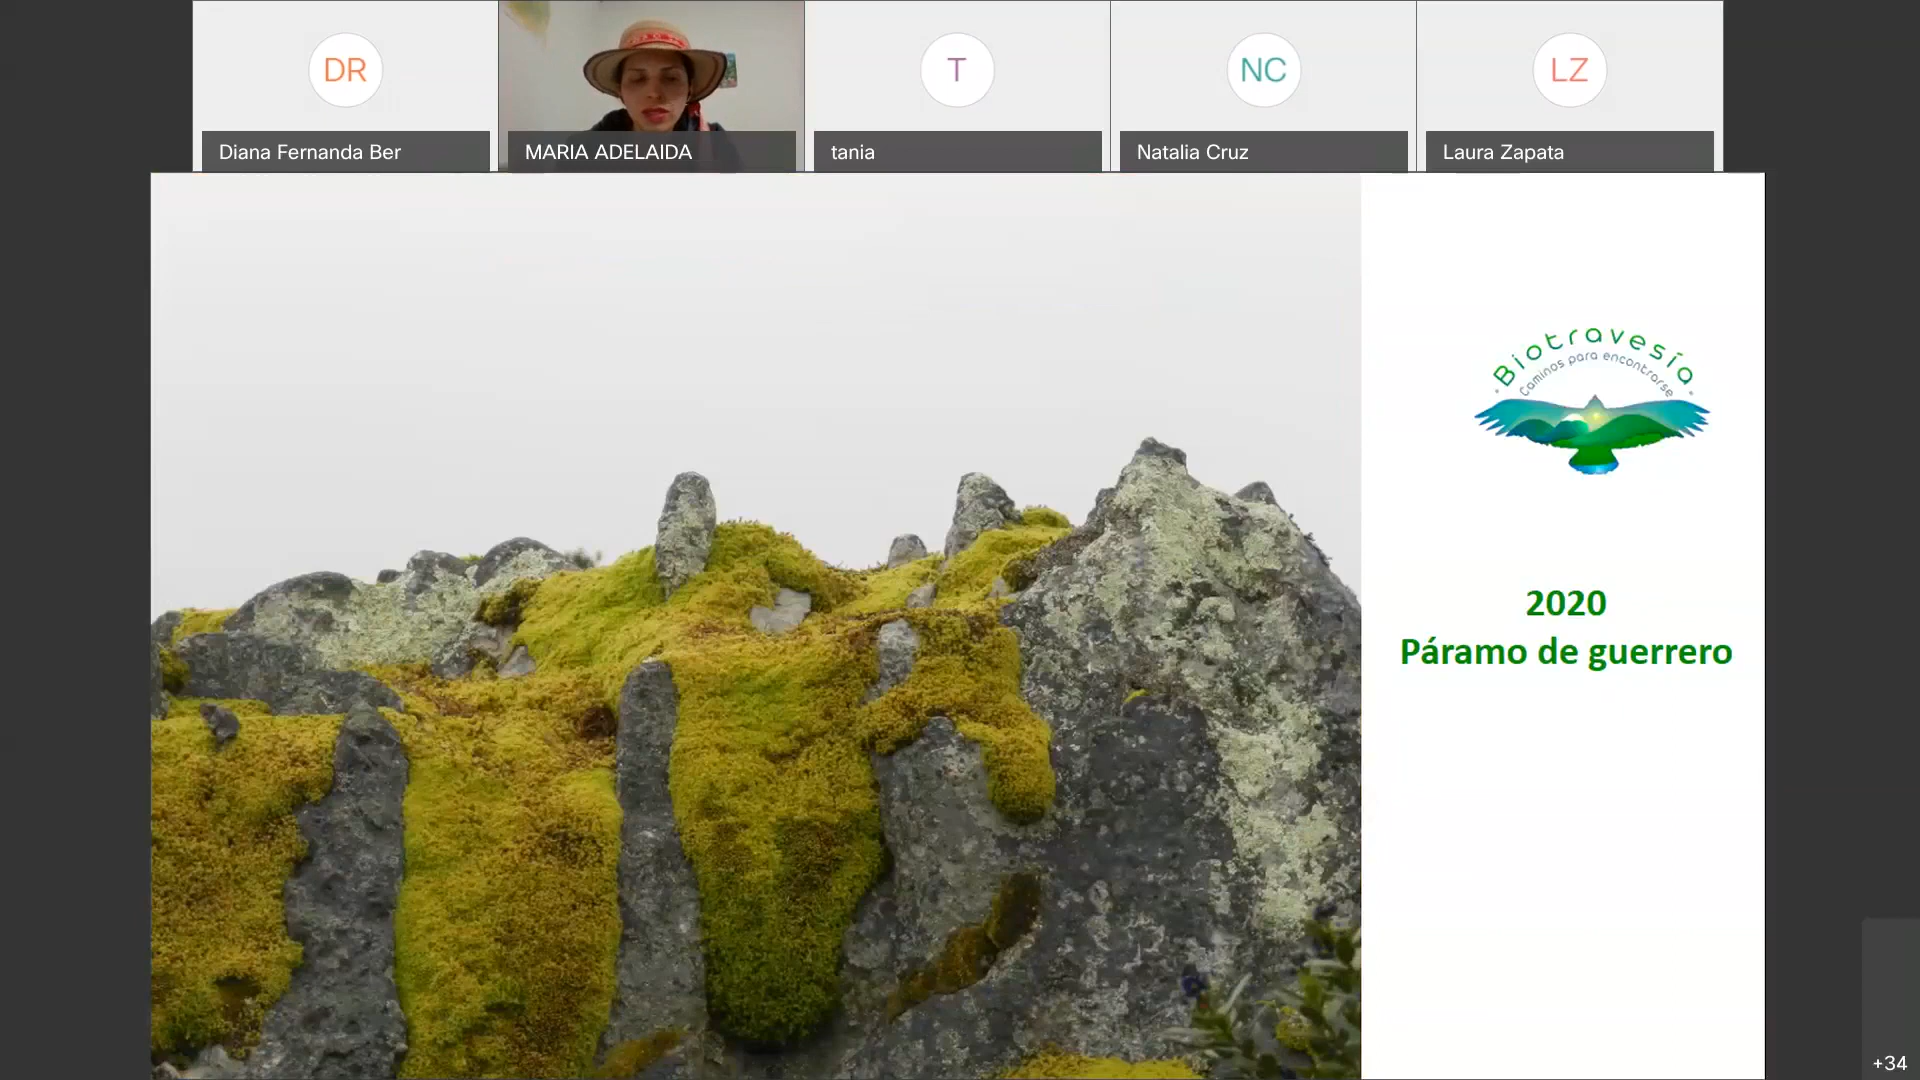 DR
Diana Fernanda Ber
MARIA ADELAIDA
T
tania
NC
Natalia Cruz
LZ
Laura Zapata
Biotravesía
Caminos para encontrarse
2020
Páramo de guerrero
+34